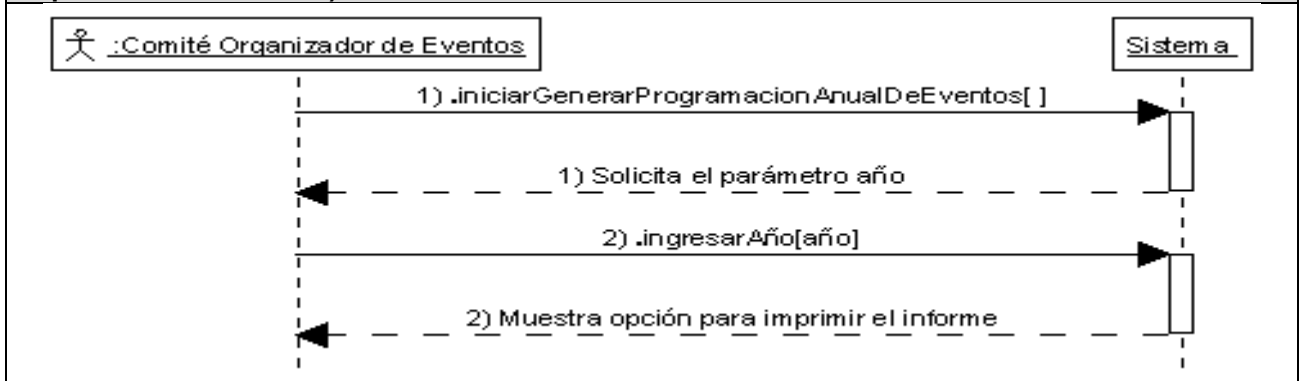 :Comité Organizador de Eventos
Sistema
1) .iniciarGenerarProgramacionAnualDeEventos[ ]
1) Solicita el parámetro año
2) .ingresarAño[año]
2) Muestra opción para imprimir el informe